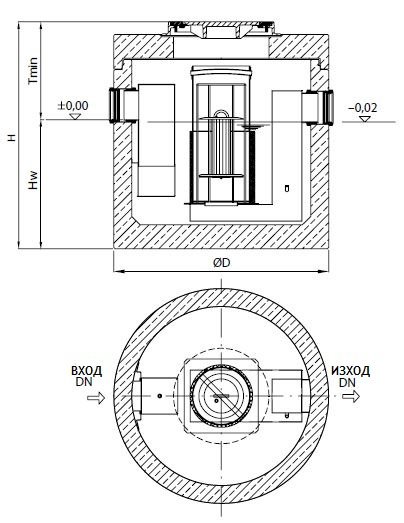 Tmin
±0,00
−0,02
H
Hw
ØD
ВХОД
DN
ИЗХОД
DN